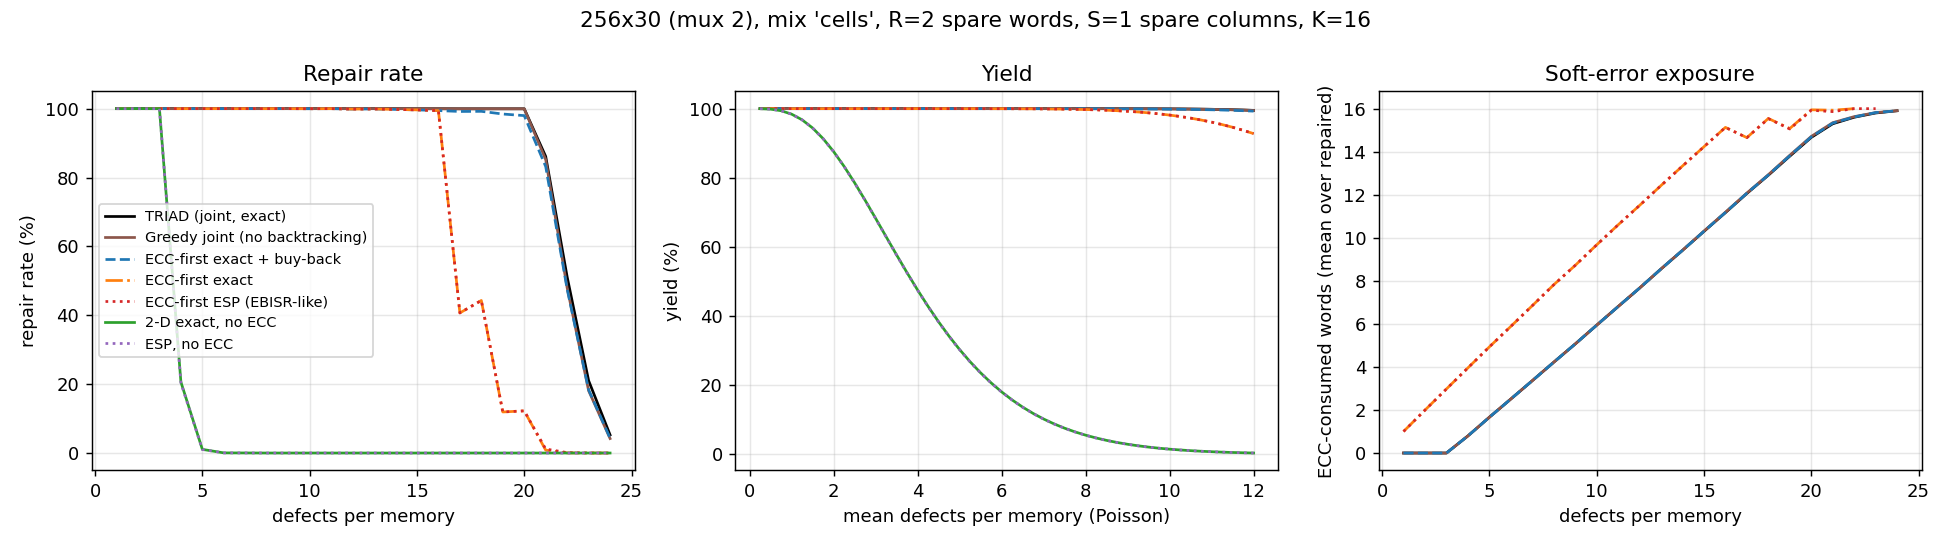 256x30 (mux 2), mix 'cells', R=2 spare words, S=1 spare columns, K=16
Repair rate
repair rate (%)
100
80
60
40
20
0
TRIAD (joint, exact)
Greedy joint (no backtracking)
ECC-first exact + buy-back
ECC-first exact
ECC-first ESP (EBISR-like)
2-D exact, no ECC
ESP, no ECC
0 5 10 15 20 25
defects per memory
Yield
yield (%)
100
80
60
40
20
0
0 2 4 6 8 10 12
mean defects per memory (Poisson)
Soft-error exposure
ECC-consumed words (mean over repaired)
16
14
12
10
8
6
4
2
0
0 5 10 15 20 25
defects per memory